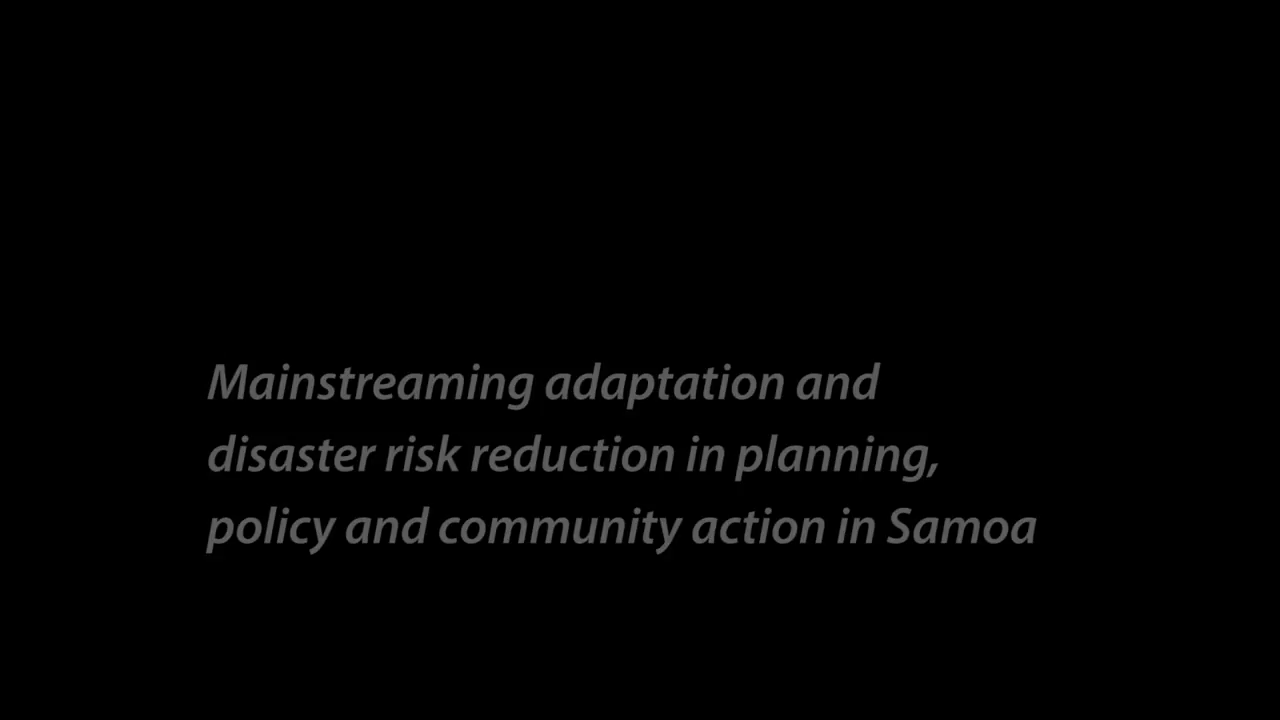 Mainstreaming adaptation and
disaster risk reduction in planning,
policy and community action in Samoa